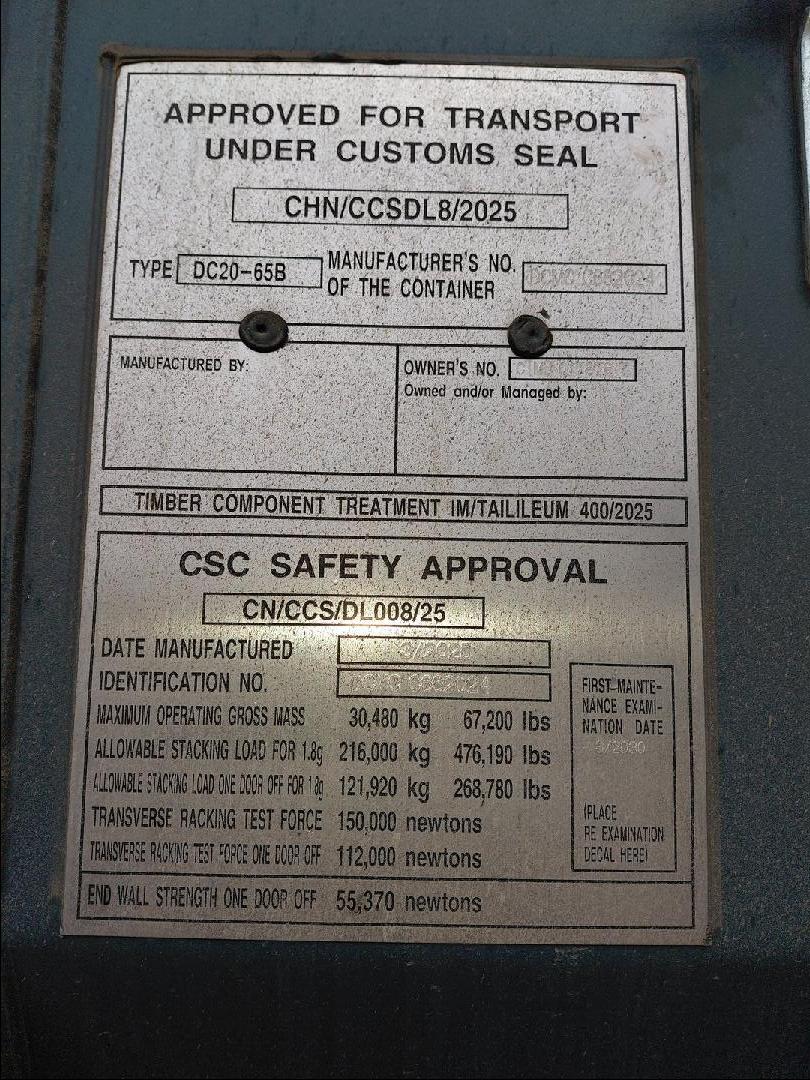 APPROVED FOR TRANSPORT
UNDER CUSTOMS SEAL
CHN/CCSDL8/2025
TYPE DC20-65B MANUFACTURER'S NO.
OF THE CONTAINER
MANUFACTURED BY:
OWNER'S NO.
Owned and/or Managed by:
TIMBER COMPONENT TREATMENT IM/TAILILEUM 400/2025
CSC SAFETY APPROVAL
CN/CCS/DL008/25
DATE MANUFACTURED
IDENTIFICATION NO.
MAXIMUM OPERATING GROSS MASS 30,480 kg 67,200 lbs
ALLOWABLE STACKING LOAD FOR 1.8g 216,000 kg 476,190 lbs
ALLOWABLE STACKING LOAD ONE DOOR OFF FOR 1.8g 121,920 kg 268,780 lbs
TRANSVERSE RACKING TEST FORCE 150,000 newtons
TRANSVERSE RACKING TEST FORCE ONE DOOR OFF 112,000 newtons
END WALL STRENGTH ONE DOOR OFF 55,370 newtons
FIRST-MAINTE-
NANCE EXAMI-
NATION DATE
(PLACE
RE EXAMINATION
DECAL HERE)